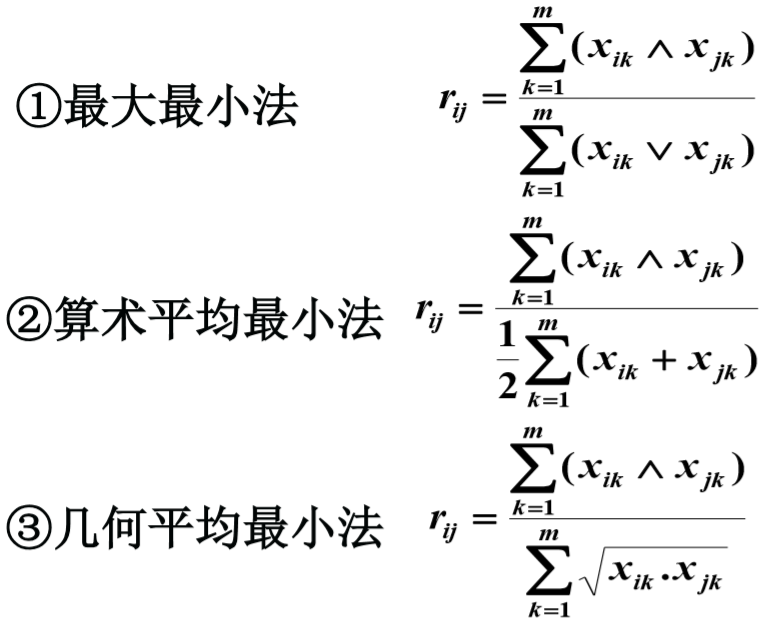 ①最大最小法 $r_{ij} = \frac{\sum_{k=1}^{m}(x_{ik} \wedge x_{jk})}{\sum_{k=1}^{m}(x_{ik} \vee x_{jk})}$
②算术平均最小法 $r_{ij} = \frac{\sum_{k=1}^{m}(x_{ik} \wedge x_{jk})}{\frac{1}{2}\sum_{k=1}^{m}(x_{ik} + x_{jk})}$
③几何平均最小法 $r_{ij} = \frac{\sum_{k=1}^{m}(x_{ik} \wedge x_{jk})}{\sum_{k=1}^{m}\sqrt{x_{ik} . x_{jk}}}$